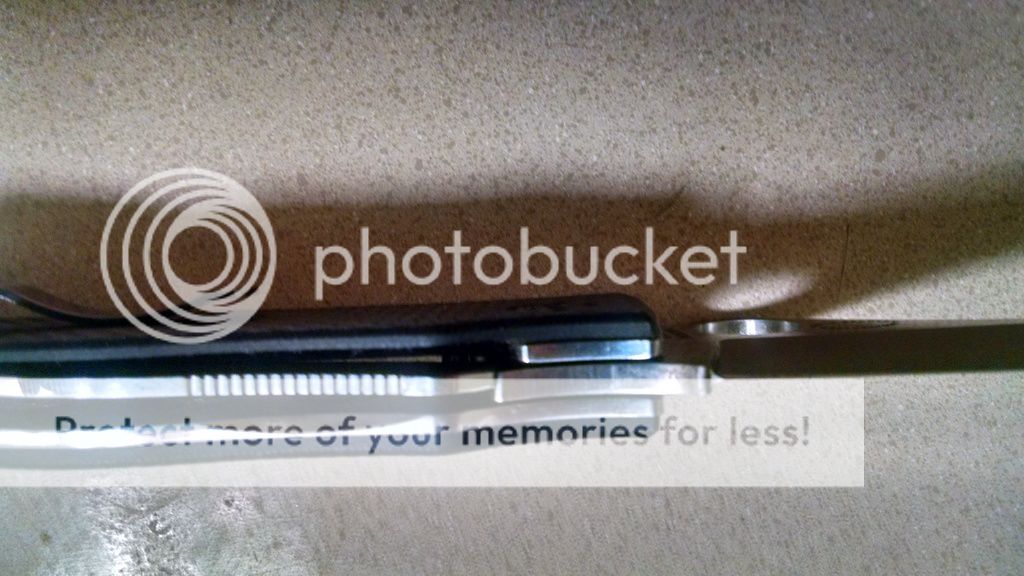 photobucket
Protect more of your memories for less!